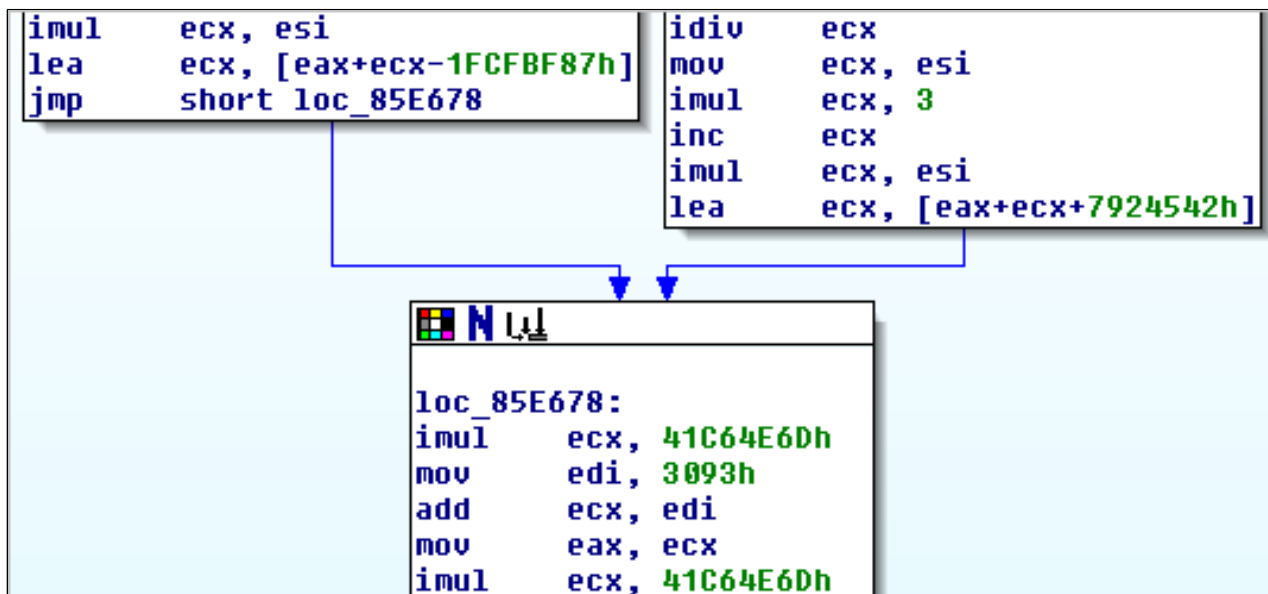 imul ecx, esi
lea ecx, [eax+ecx-1FCFBF87h]
jmp short loc_85E678
idiv ecx
mov ecx, esi
imul ecx, 3
inc ecx
imul ecx, esi
lea ecx, [eax+ecx+7924542h]
N
loc_85E678:
imul ecx, 41C64E6Dh
mov edi, 3093h
add ecx, edi
mov eax, ecx
imul ecx, 41C64E6Dh